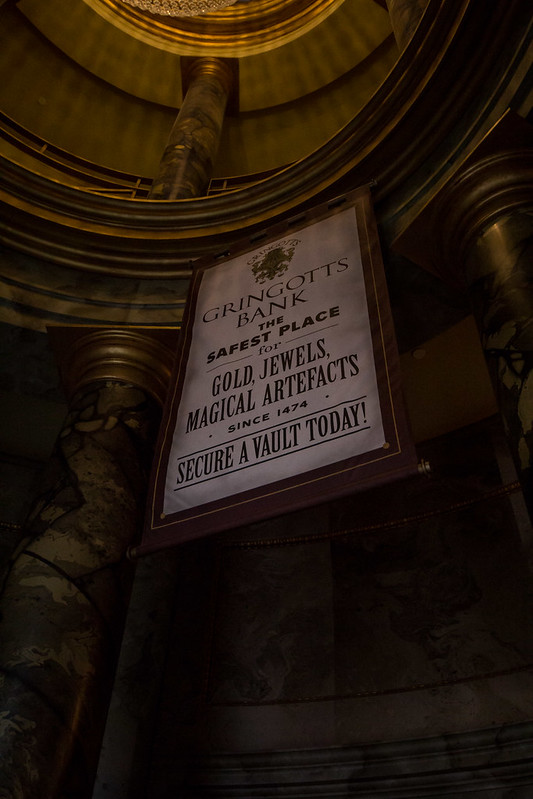 GRINGOTTS
BANK
THE
SAFEST PLACE
for
GOLD, JEWELS,
MAGICAL ARTEFACTS
· SINCE 1474 ·
SECURE A VAULT TODAY!